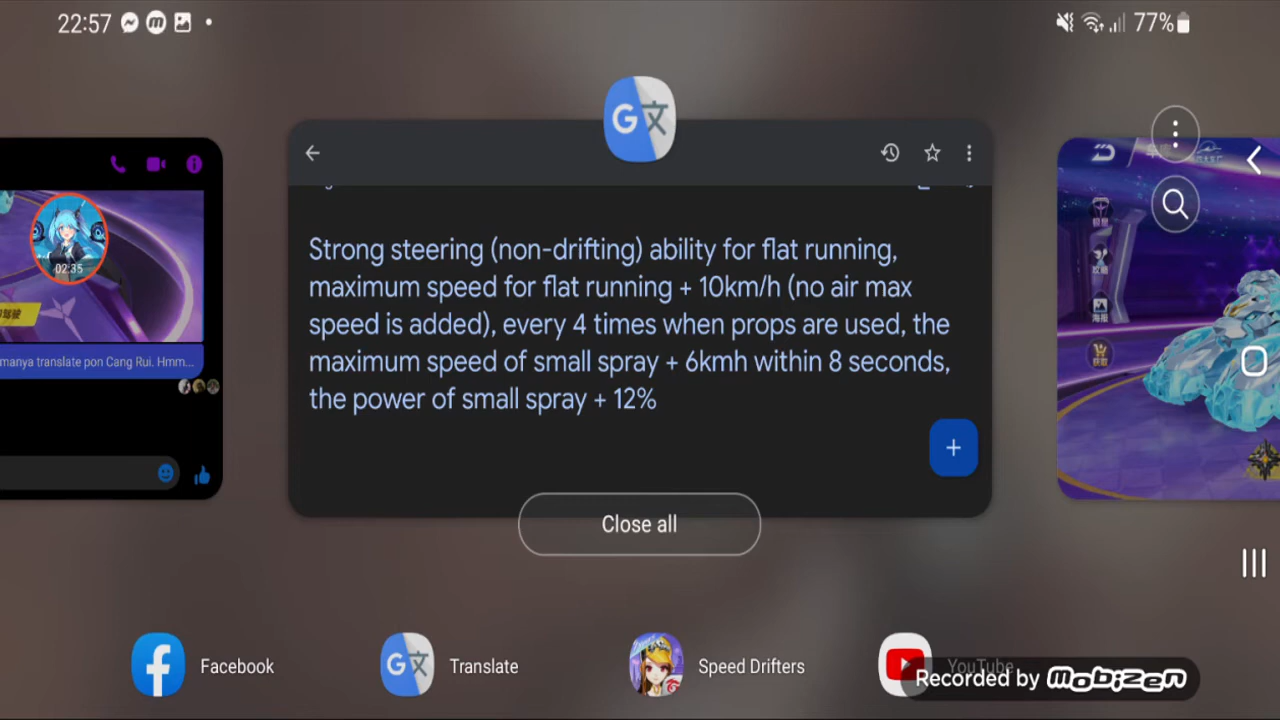 22:57
77%
02:35
manya translate pon Cang Rui. Hmm...
Strong steering (non-drifting) ability for flat running,
maximum speed for flat running + 10km/h (no air max
speed is added), every 4 times when props are used, the
maximum speed of small spray + 6kmh within 8 seconds,
the power of small spray + 12%
Close all
Facebook
Translate
Speed Drifters
YouTube
Recorded by Mobizen